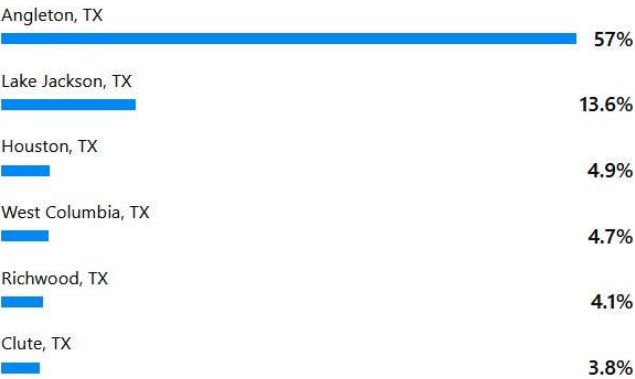 Angleton, TX
57%
Lake Jackson, TX
13.6%
Houston, TX
4.9%
West Columbia, TX
4.7%
Richwood, TX
4.1%
Clute, TX
3.8%